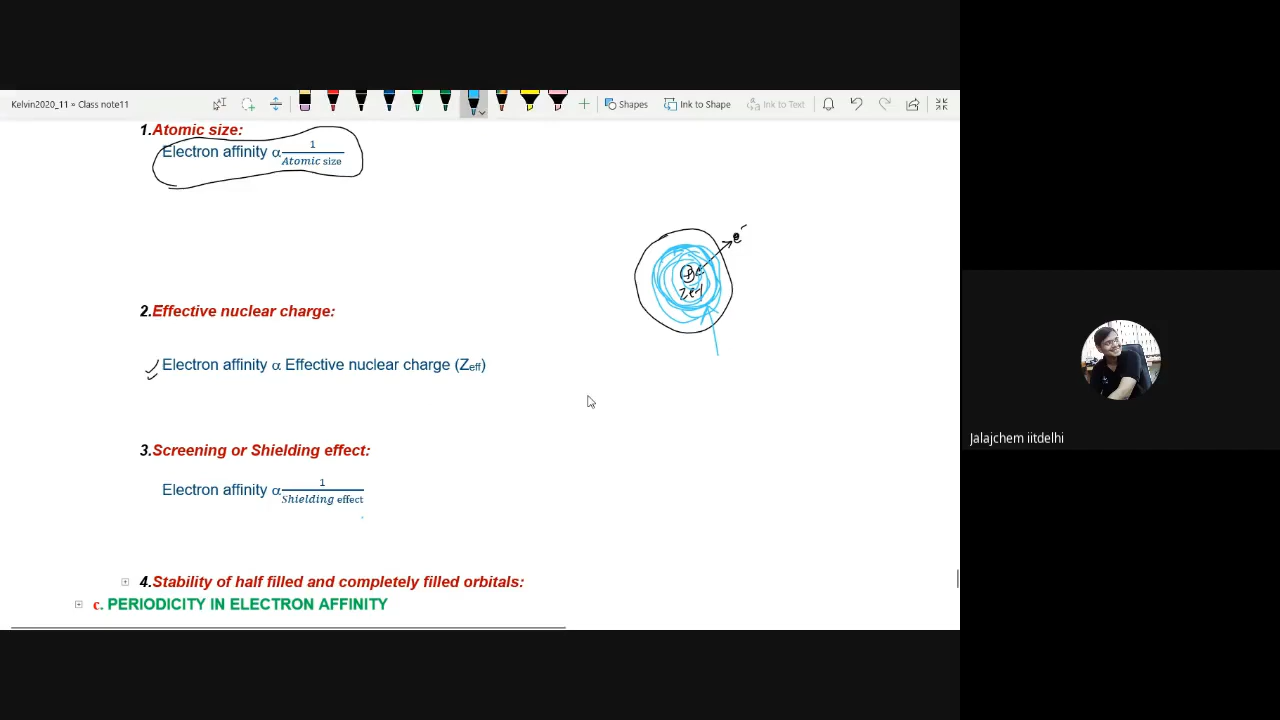 Kelvin2020_11 » Class note11
Shapes
Ink to Shape
Ink to Text
1.Atomic size:
Electron affinity α 1/Atomic size
e-
+
Zeff
2.Effective nuclear charge:
Electron affinity α Effective nuclear charge (Zeff)
3.Screening or Shielding effect:
Electron affinity α 1/Shielding effect
Jalajchem iitdelhi
4.Stability of half filled and completely filled orbitals:
c. PERIODICITY IN ELECTRON AFFINITY